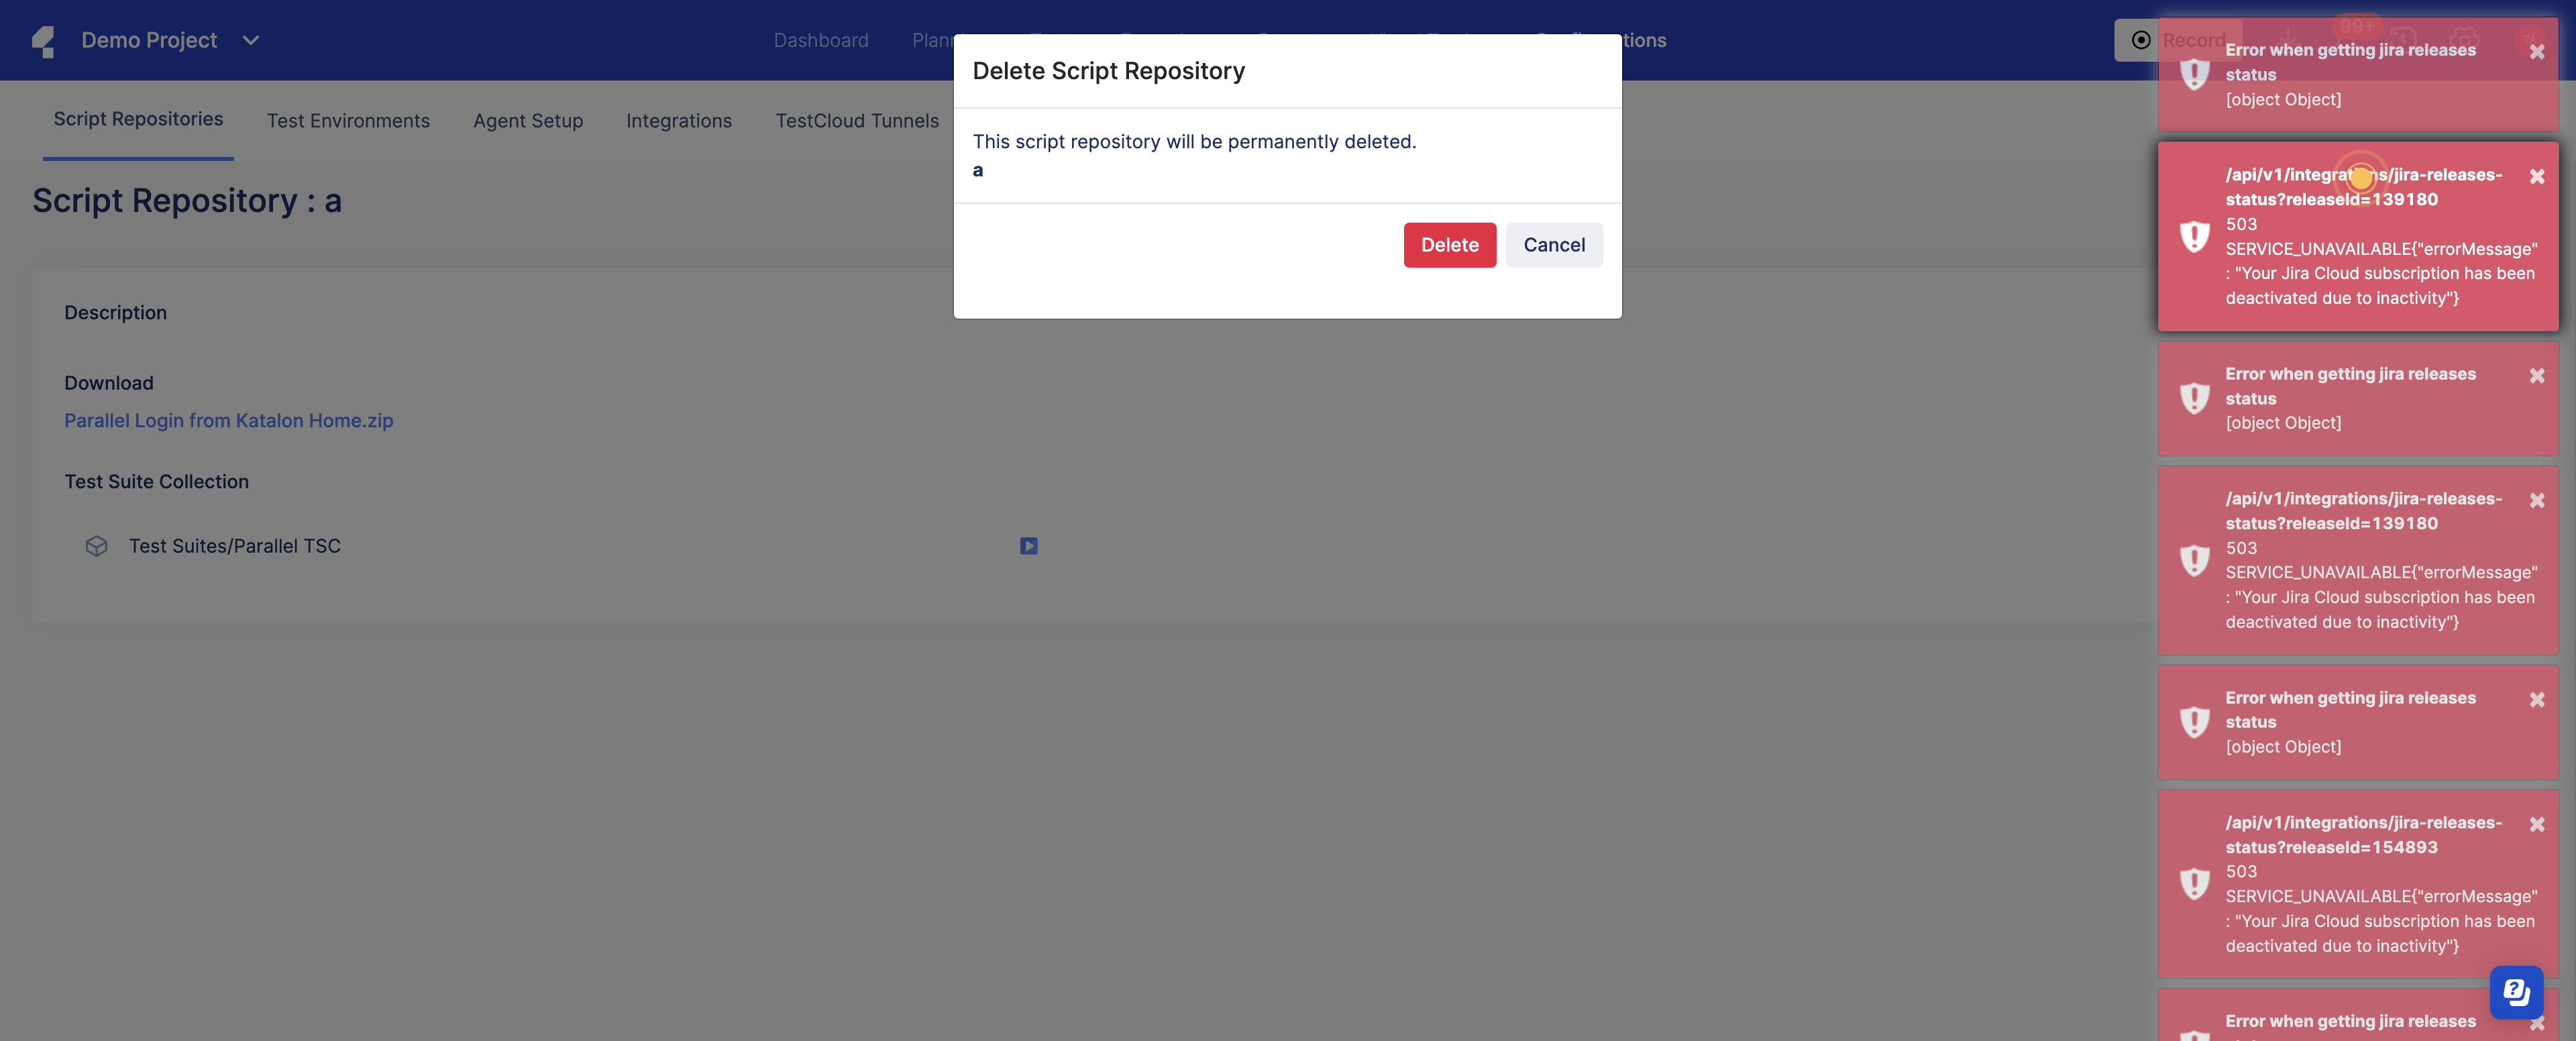 Demo Project
Dashboard
Record
99+
Script Repositories
Test Environments
Agent Setup
Integrations
TestCloud Tunnels
Script Repository : a
Description
Download
Parallel Login from Katalon Home.zip
Test Suite Collection
Test Suites/Parallel TSC
Delete Script Repository
This script repository will be permanently deleted.
a
Delete
Cancel
Error when getting jira releases
status
[object Object]
/api/v1/integrations/jira-releases-
status?releaseId=139180
503
SERVICE_UNAVAILABLE{"errorMessage"
: "Your Jira Cloud subscription has been
deactivated due to inactivity"}
Error when getting jira releases
status
[object Object]
/api/v1/integrations/jira-releases-
status?releaseId=139180
503
SERVICE_UNAVAILABLE{"errorMessage"
: "Your Jira Cloud subscription has been
deactivated due to inactivity"}
Error when getting jira releases
status
[object Object]
/api/v1/integrations/jira-releases-
status?releaseId=154893
503
SERVICE_UNAVAILABLE{"errorMessage"
: "Your Jira Cloud subscription has been
deactivated due to inactivity"}
Error when getting jira releases